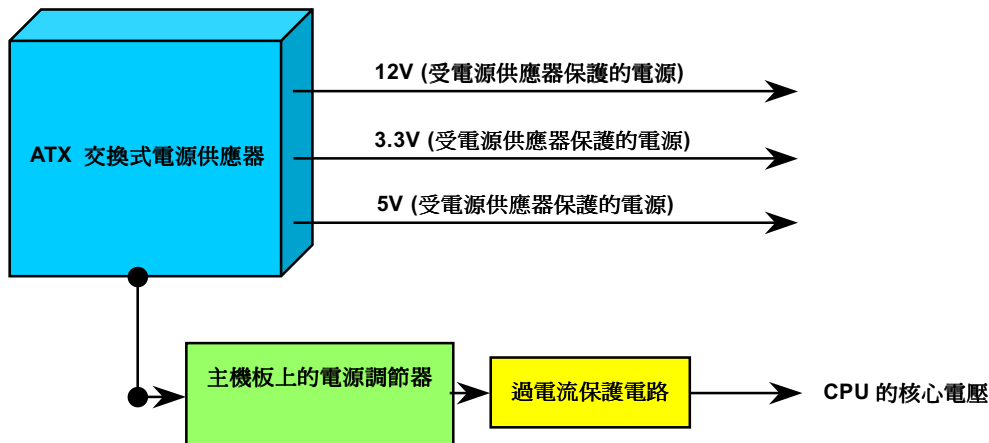 12V (受電源供應器保護的電源)
ATX 交換式電源供應器
3.3V (受電源供應器保護的電源)
5V (受電源供應器保護的電源)
主機板上的電源調節器
過電流保護電路
CPU 的核心電壓